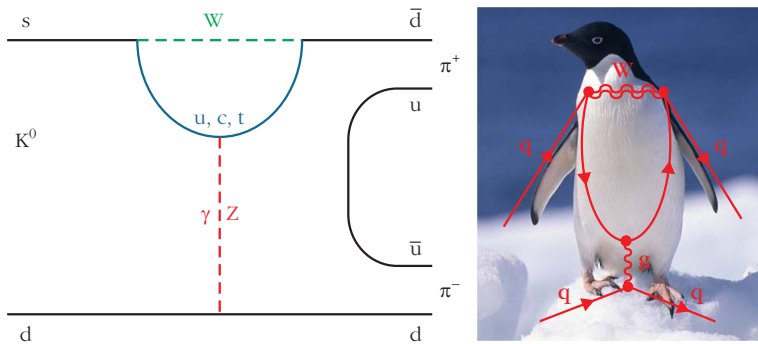 s
W
d̅
π⁺
u
u, c, t
K⁰
γ
Z
u̅
π⁻
d
d
W
q
q
g
q
q